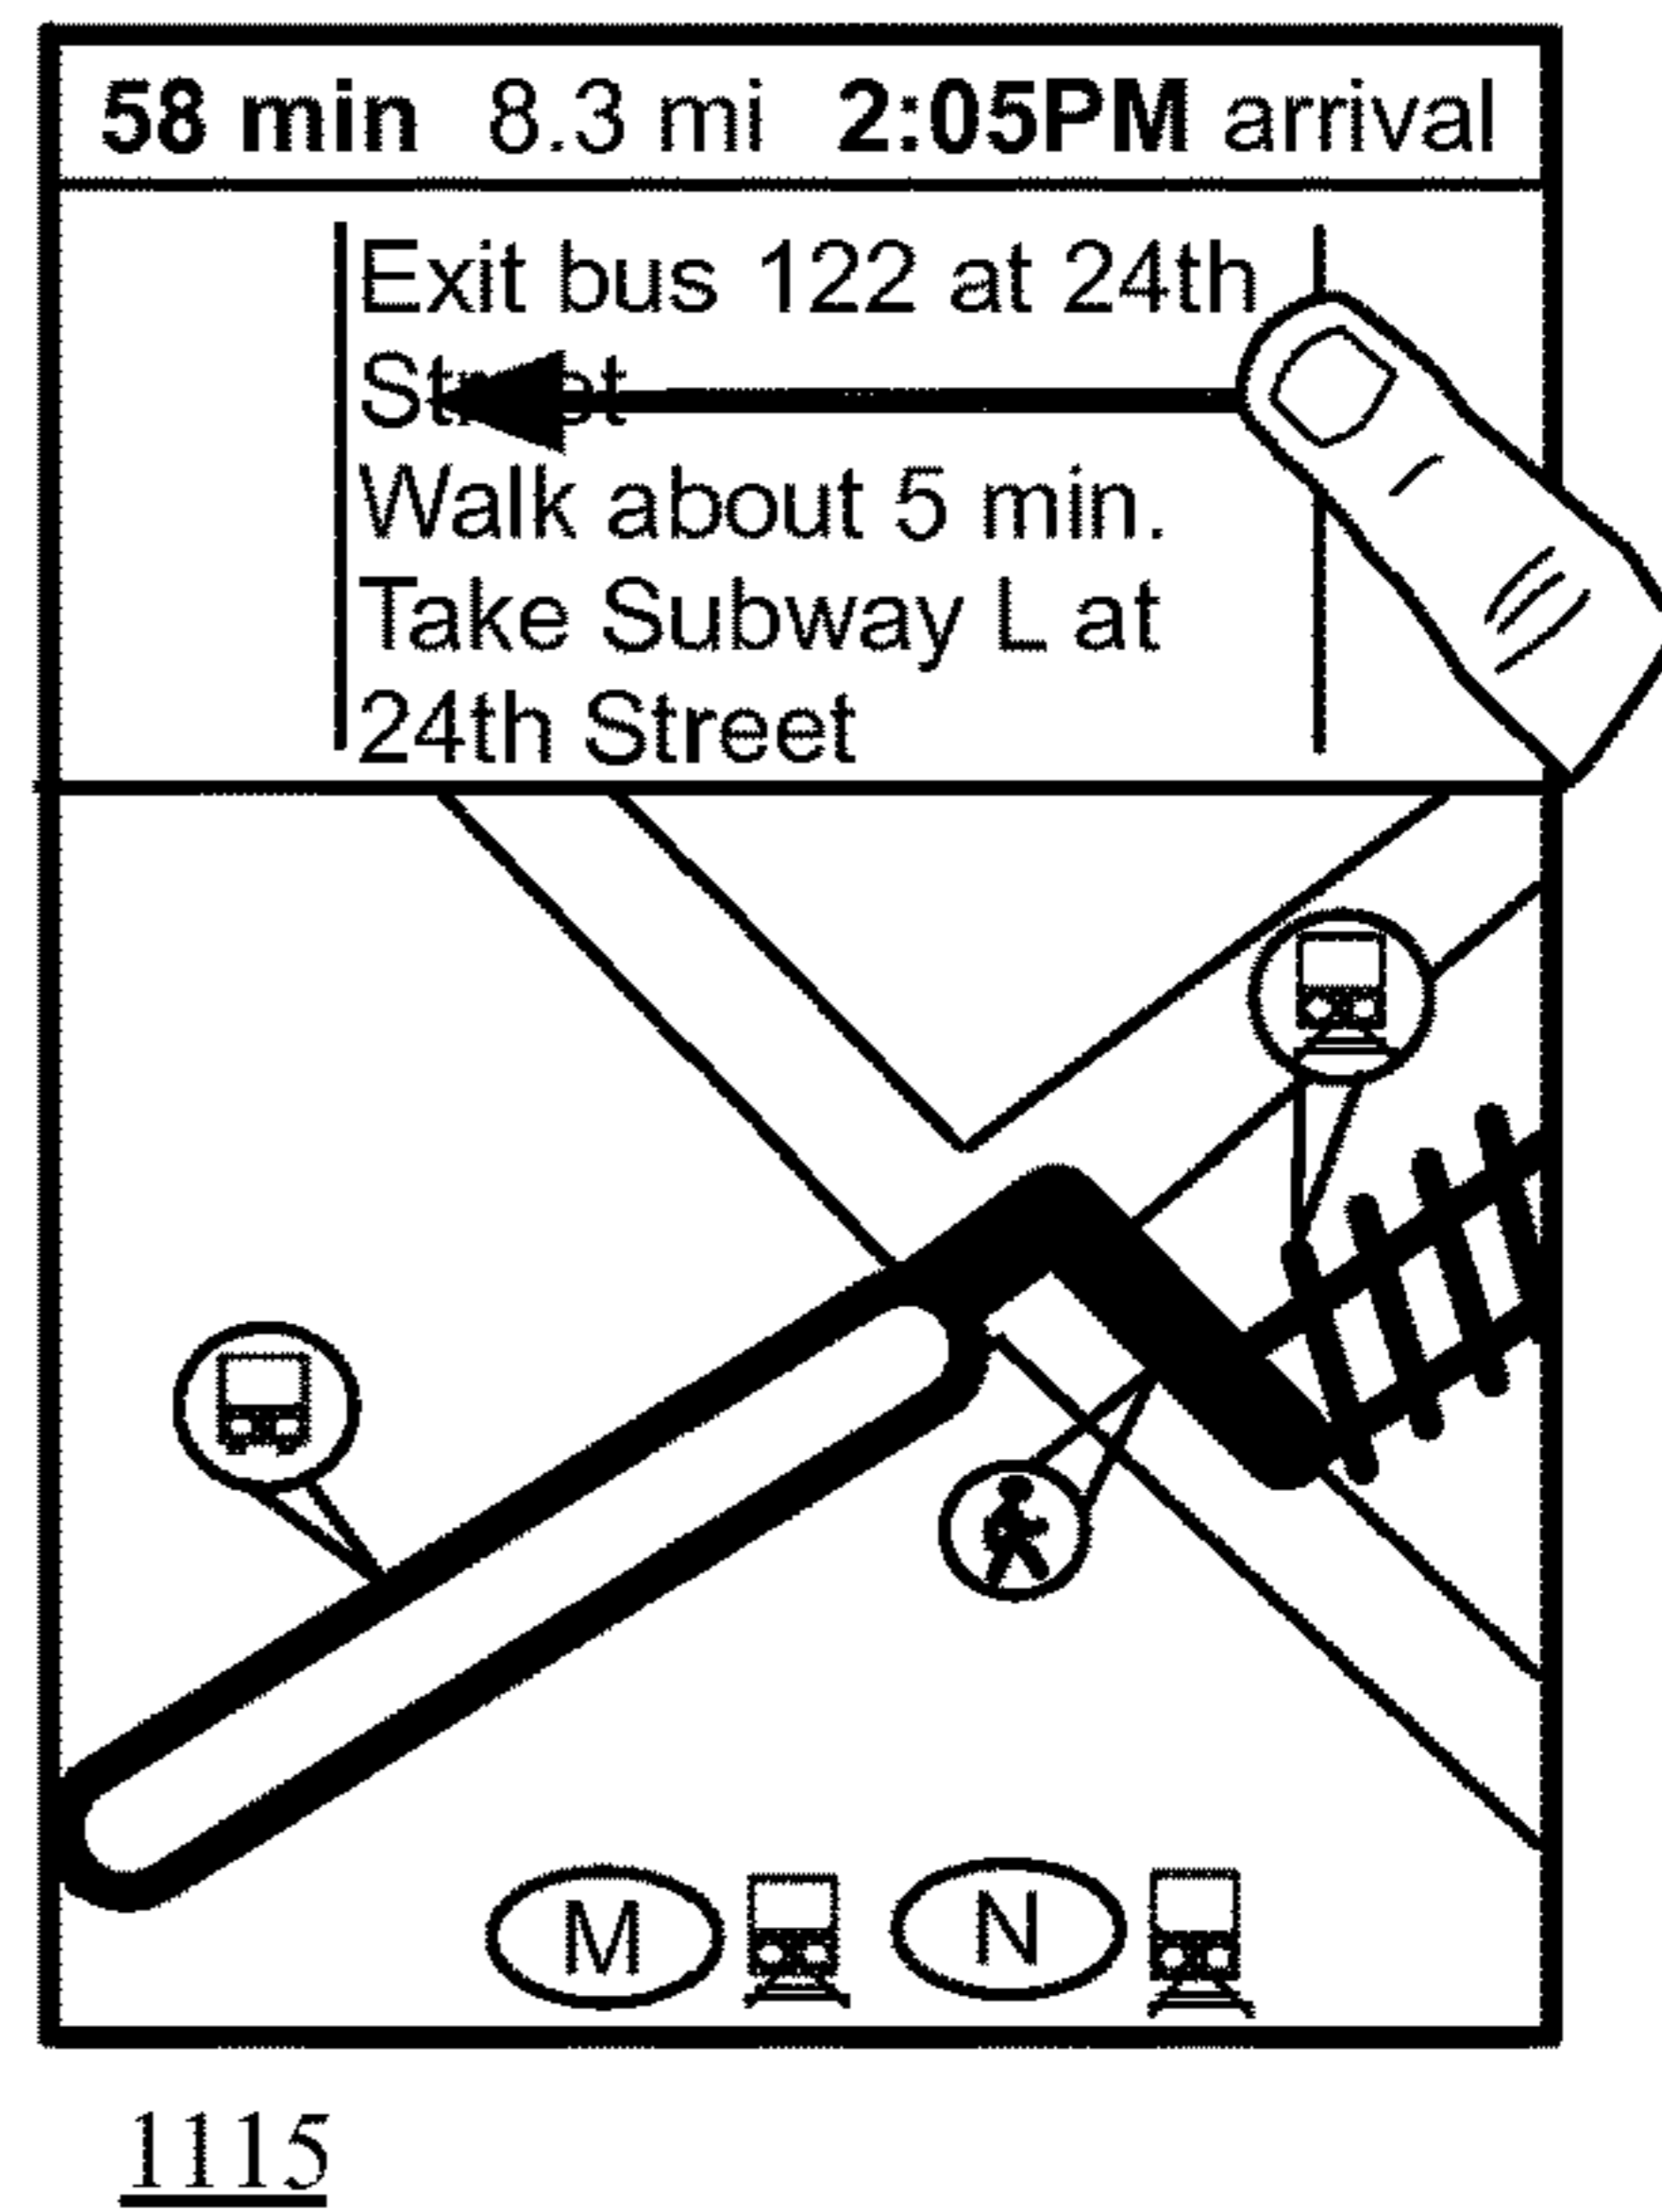 58 min 8.3 mi 2:05PM arrival
Exit bus 122 at 24th
Street
Walk about 5 min.
Take Subway L at
24th Street
M N
1115